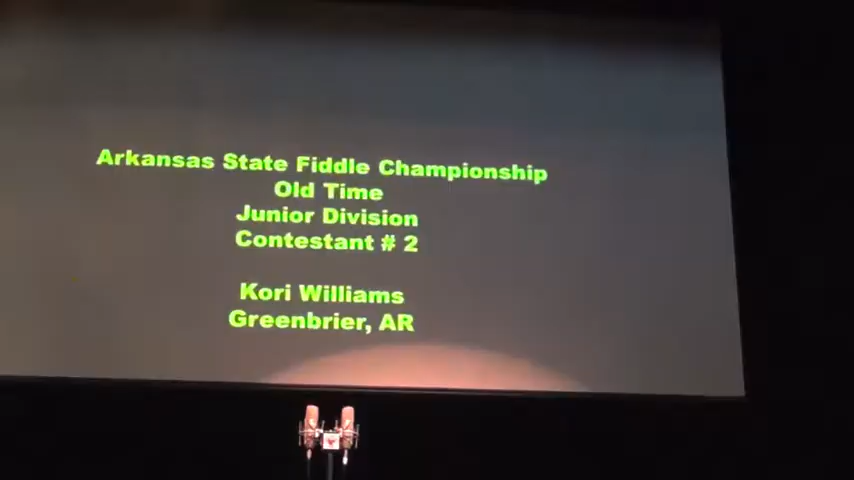 Arkansas State Fiddle Championship
Old Time
Junior Division
Contestant # 2
Kori Williams
Greenbrier, AR